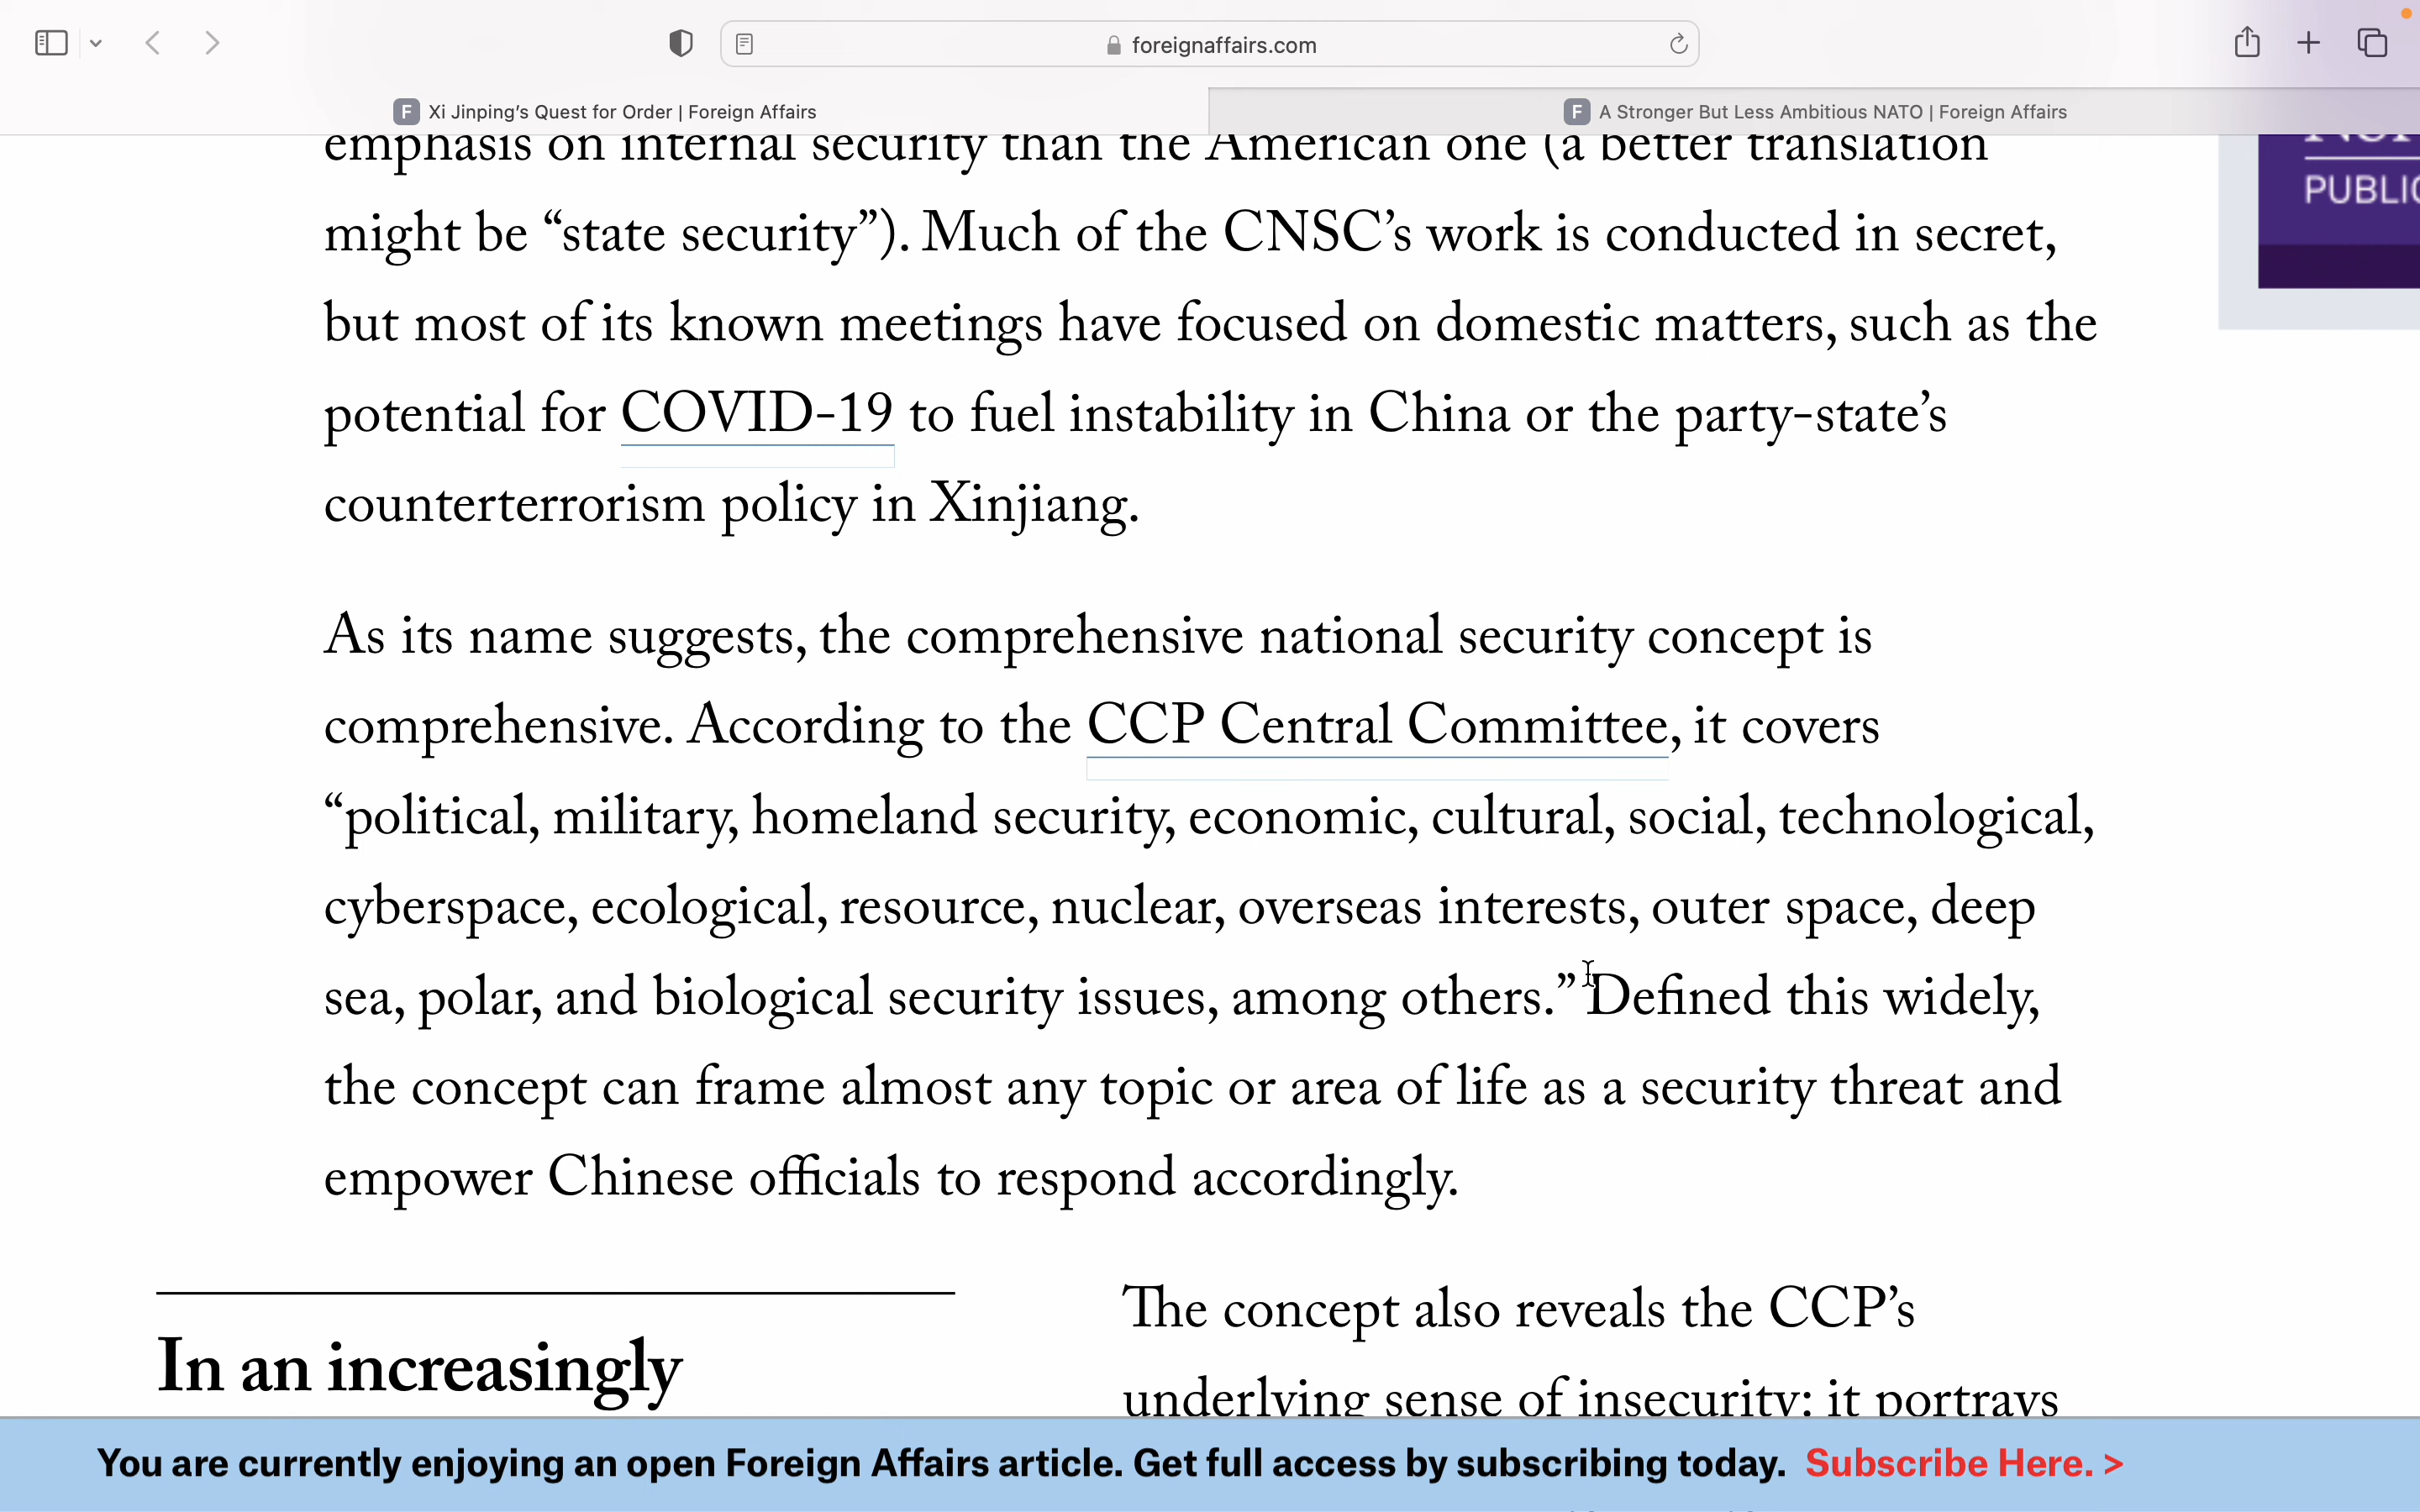 foreignaffairs.com
F Xi Jinping’s Quest for Order | Foreign Affairs
F A Stronger But Less Ambitious NATO | Foreign Affairs
emphasis on internal security than the American one (a better translation
might be “state security”). Much of the CNSC’s work is conducted in secret,
but most of its known meetings have focused on domestic matters, such as the
potential for COVID-19 to fuel instability in China or the party-state’s
counterterrorism policy in Xinjiang.
As its name suggests, the comprehensive national security concept is
comprehensive. According to the CCP Central Committee, it covers
“political, military, homeland security, economic, cultural, social, technological,
cyberspace, ecological, resource, nuclear, overseas interests, outer space, deep
sea, polar, and biological security issues, among others.” Defined this widely,
the concept can frame almost any topic or area of life as a security threat and
empower Chinese officials to respond accordingly.
In an increasingly
The concept also reveals the CCP’s
underlying sense of insecurity: it portrays
You are currently enjoying an open Foreign Affairs article. Get full access by subscribing today. Subscribe Here. >